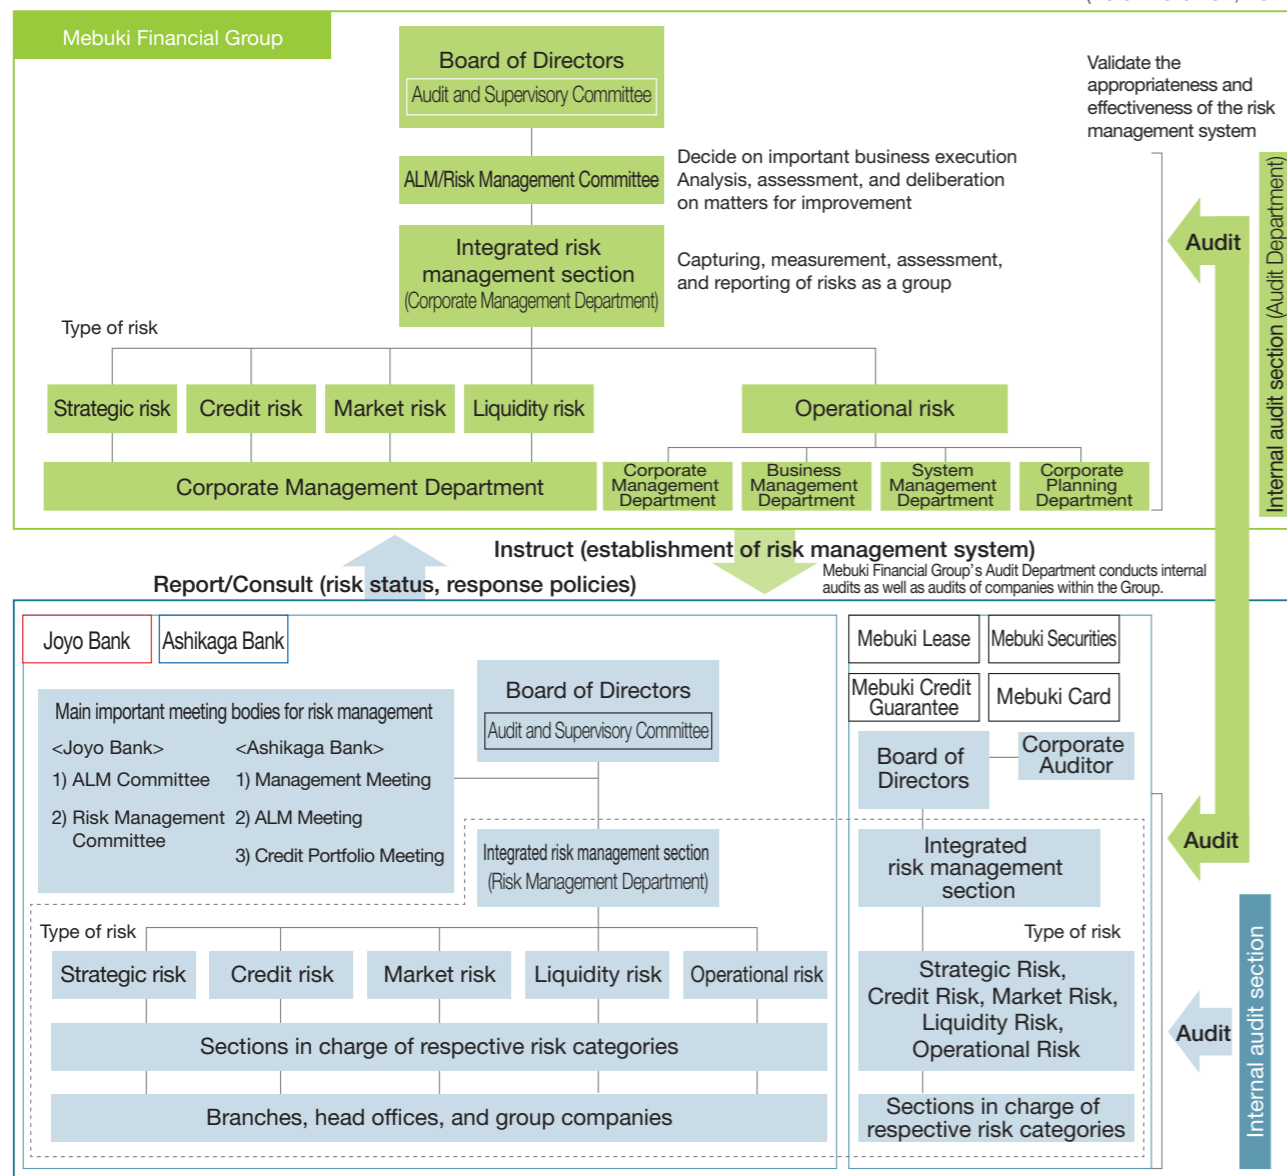 Mebuki Financial Group
Board of Directors
Audit and Supervisory Committee
Validate the
appropriateness and
effectiveness of the risk
management system
ALM/Risk Management Committee
Decide on important business execution
Analysis, assessment, and deliberation
on matters for improvement
Integrated risk
management section
(Corporate Management Department)
Capturing, measurement, assessment,
and reporting of risks as a group
Audit
Internal audit section (Audit Department)
Type of risk
Strategic risk
Credit risk
Market risk
Liquidity risk
Operational risk
Corporate Management Department
Corporate
Management
Department
Business
Management
Department
System
Management
Department
Corporate
Planning
Department
Instruct (establishment of risk management system)
Report/Consult (risk status, response policies)
Mebuki Financial Group's Audit Department conducts internal
audits as well as audits of companies within the Group.
Joyo Bank
Ashikaga Bank
Main important meeting bodies for risk management
<Joyo Bank>
1) ALM Committee
2) Risk Management
Committee
<Ashikaga Bank>
1) Management Meeting
2) ALM Meeting
3) Credit Portfolio Meeting
Board of Directors
Audit and Supervisory Committee
Integrated risk management section
(Risk Management Department)
Type of risk
Strategic risk
Credit risk
Market risk
Liquidity risk
Operational risk
Sections in charge of respective risk categories
Branches, head offices, and group companies
Mebuki Lease
Mebuki Securities
Mebuki Credit
Guarantee
Mebuki Card
Board of
Directors
Corporate
Auditor
Integrated
risk management
section
Type of risk
Strategic Risk,
Credit Risk, Market Risk,
Liquidity Risk,
Operational Risk
Sections in charge of
respective risk categories
Audit
Audit
Internal audit section